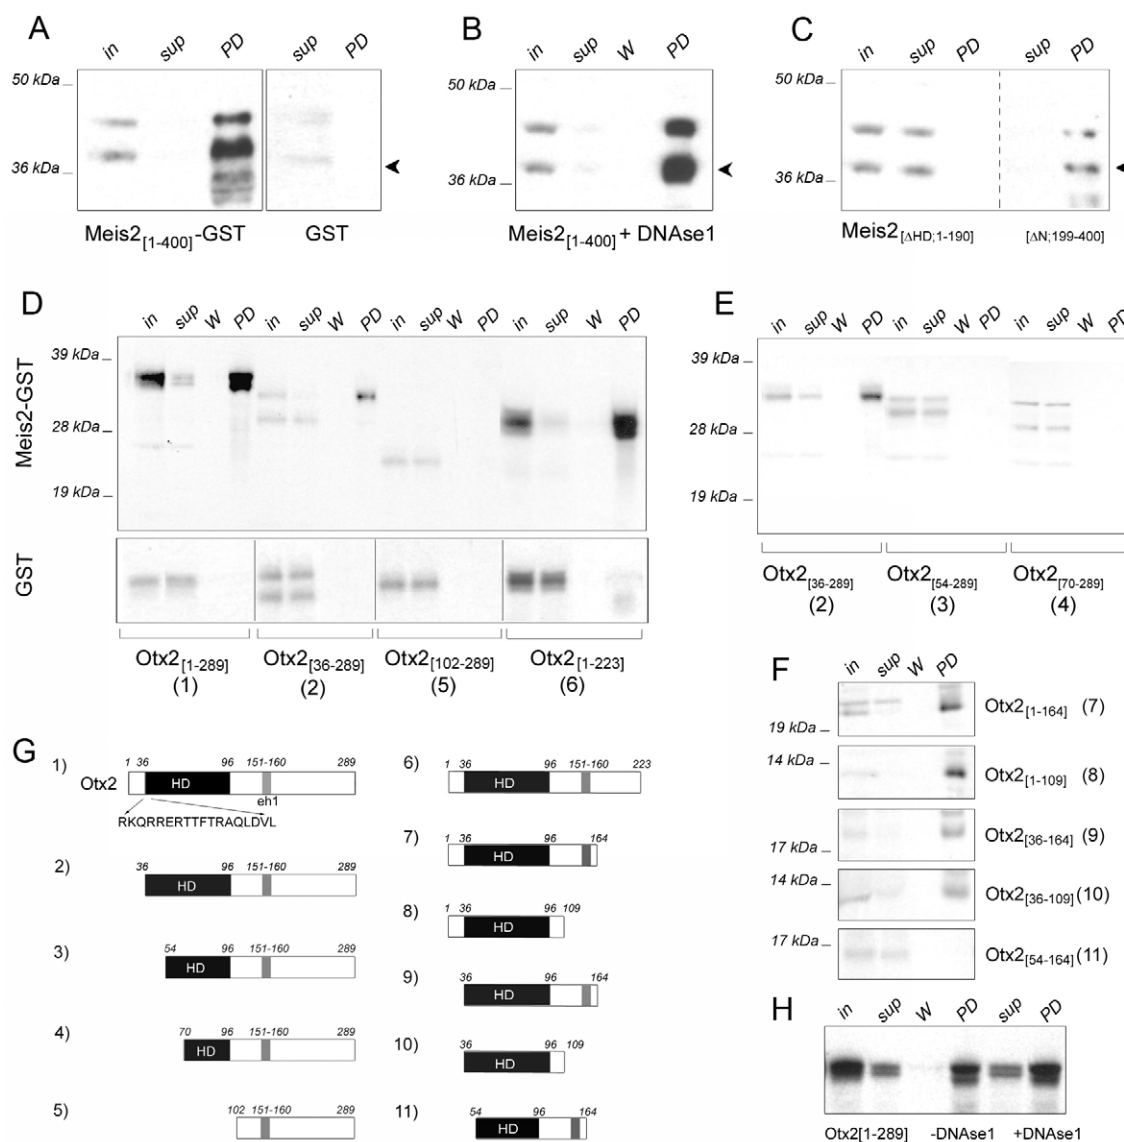 A
in sup PD sup PD
50 kDa
36 kDa
Meis2[1-400]-GST GST
B
in sup W PD
50 kDa
36 kDa
Meis2[1-400] + DNAse1
C
in sup PD sup PD
50 kDa
36 kDa
Meis2[ΔHD;1-190] [ΔN;199-400]
D
in sup W PD in sup W PD in sup W PD in sup W PD
Meis2-GST
39 kDa
28 kDa
19 kDa
GST
Otx2[1-289] Otx2[36-289] Otx2[102-289] Otx2[1-223]
(1) (2) (5) (6)
E
in sup W PD in sup W PD in sup W PD
39 kDa
28 kDa
19 kDa
Otx2[36-289] Otx2[54-289] Otx2[70-289]
(2) (3) (4)
F
in sup W PD
19 kDa Otx2[1-164] (7)
14 kDa Otx2[1-109] (8)
17 kDa Otx2[36-164] (9)
14 kDa Otx2[36-109] (10)
17 kDa Otx2[54-164] (11)
G
1) 1 36 96 151-160 289
Otx2 HD
eh1
RKQRRERTTFTRAQLDVL
2) 36 96 151-160 289
HD
3) 54 96 151-160 289
HD
4) 70 96 151-160 289
HD
5) 102 151-160 289
6) 1 36 96 151-160 223
HD
7) 1 36 96 164
HD
8) 1 36 96 109
HD
9) 36 96 164
HD
10) 36 96 109
HD
11) 54 96 164
HD
H
in sup W PD sup PD
Otx2[1-289] -DNAse1 +DNAse1